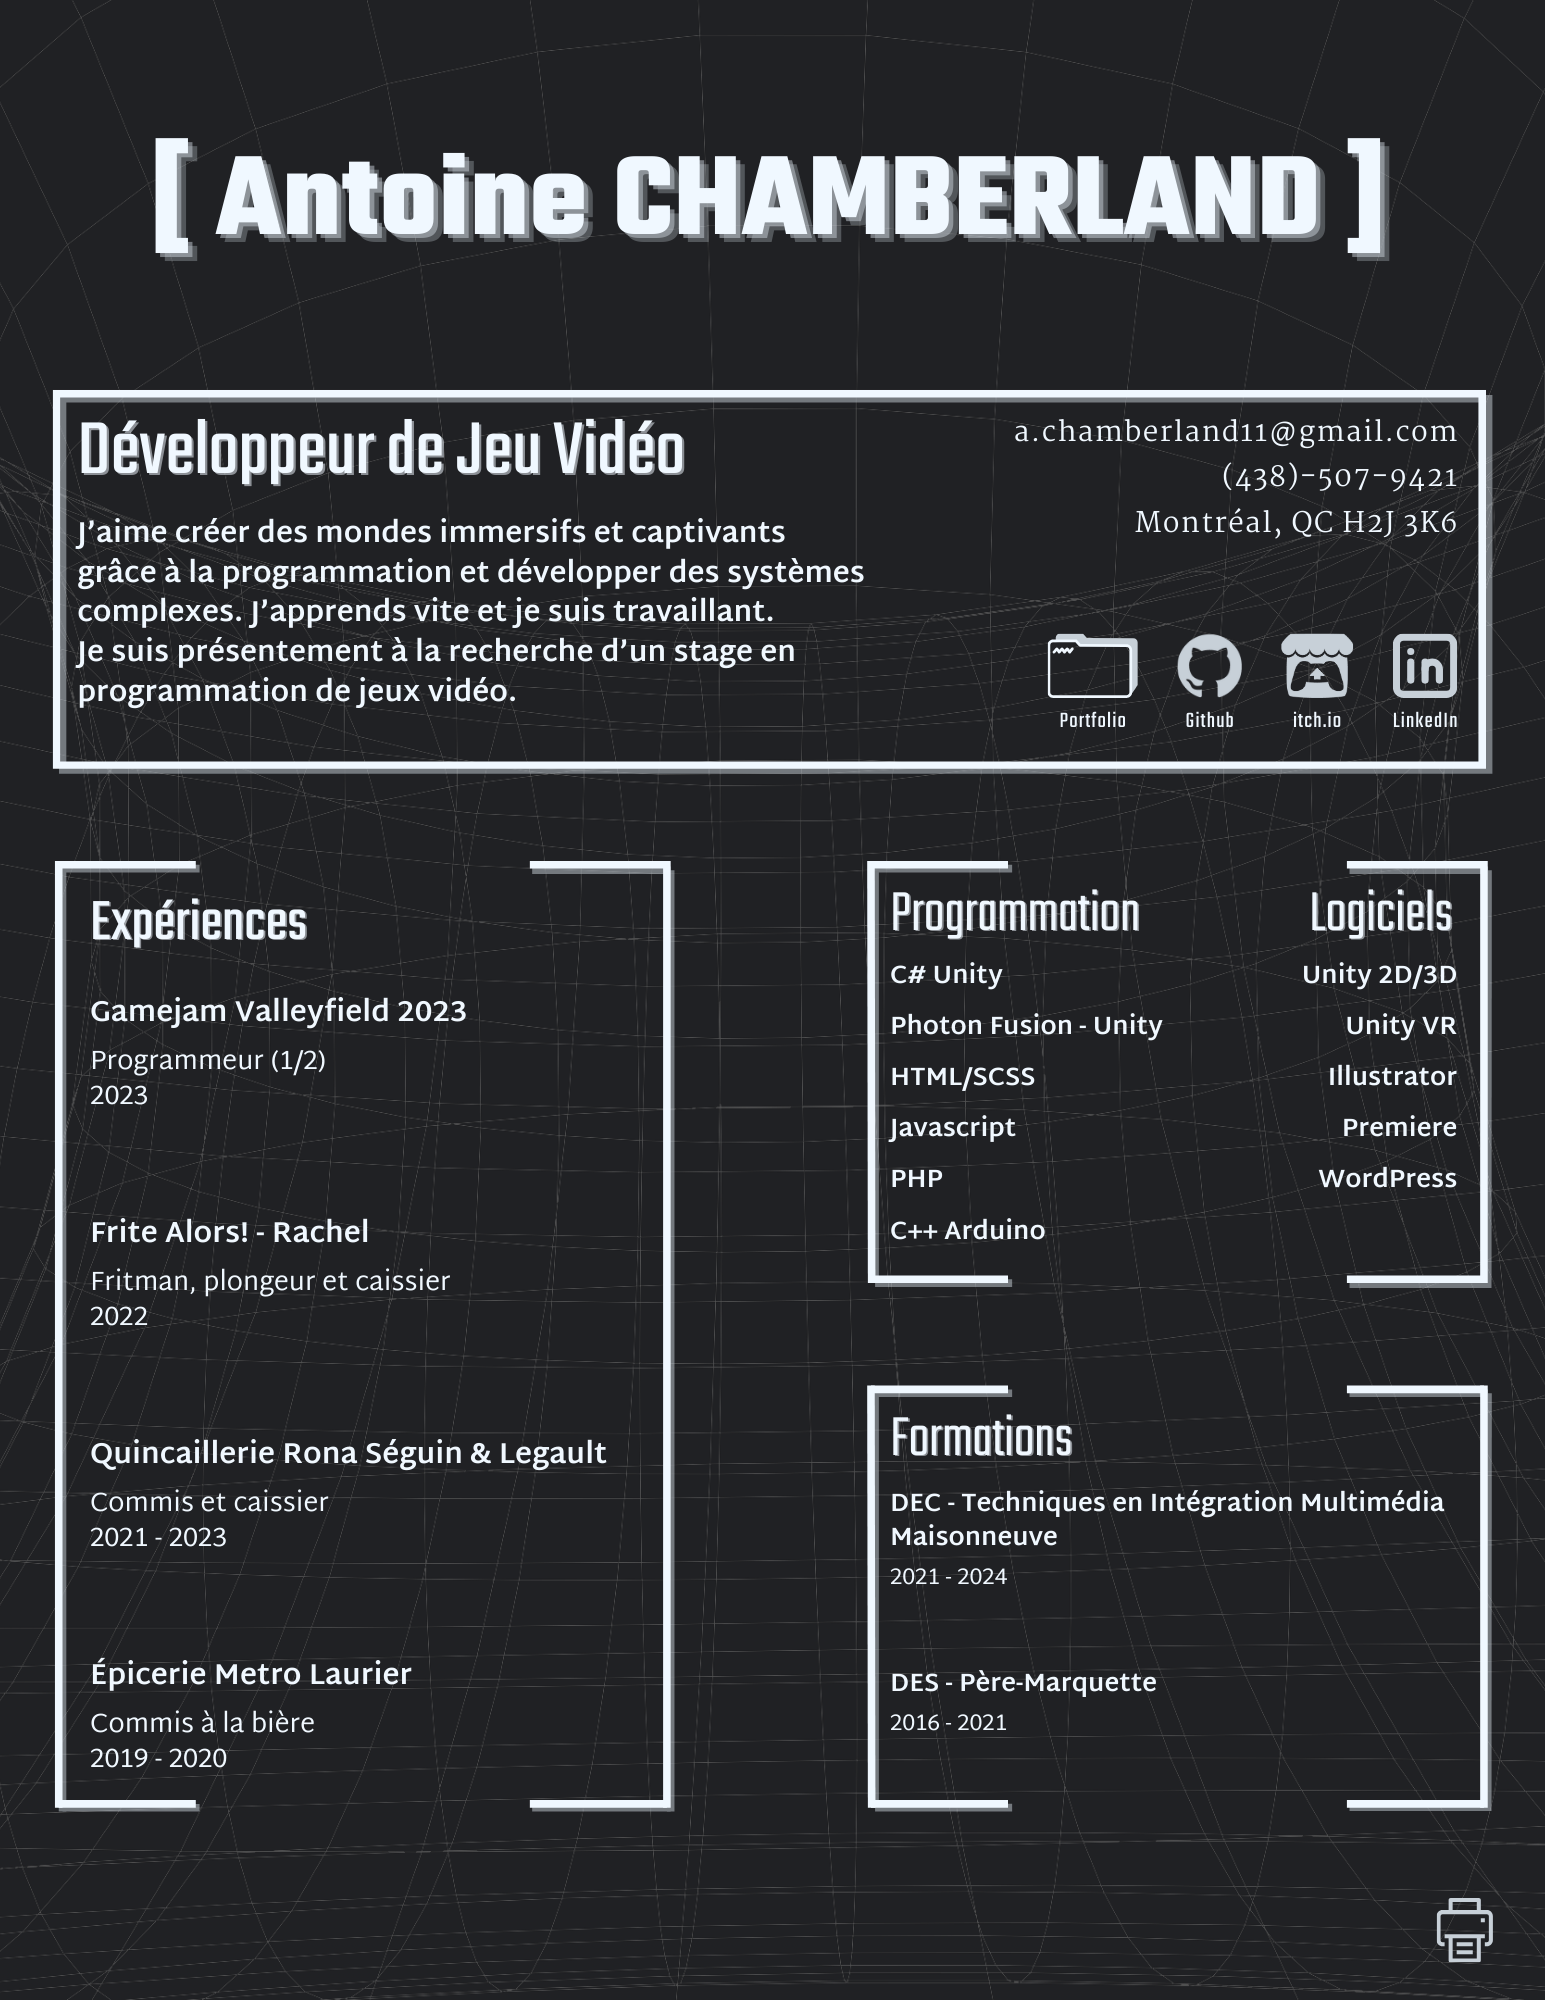 [ Antoine CHAMBERLAND ]
Développeur de Jeu Vidéo
J'aime créer des mondes immersifs et captivants
grâce à la programmation et développer des systèmes
complexes. J'apprends vite et je suis travaillant.
Je suis présentement à la recherche d'un stage en
programmation de jeux vidéo.
a.chamberland11@gmail.com
(438)-507-9421
Montréal, QC H2J 3K6
Portfolio
Github
itch.io
in
LinkedIn
Expériences
Gamejam Valleyfield 2023
Programmeur (1/2)
2023
Frite Alors! - Rachel
Fritman, plongeur et caissier
2022
Quincaillerie Rona Séguin & Legault
Commis et caissier
2021 - 2023
Épicerie Metro Laurier
Commis à la bière
2019 - 2020
Programmation
C# Unity
Photon Fusion - Unity
HTML/SCSS
Javascript
PHP
C++ Arduino
Logiciels
Unity 2D/3D
Unity VR
Illustrator
Premiere
WordPress
Formations
DEC - Techniques en Intégration Multimédia
Maisonneuve
2021 - 2024
DES - Père-Marquette
2016 - 2021